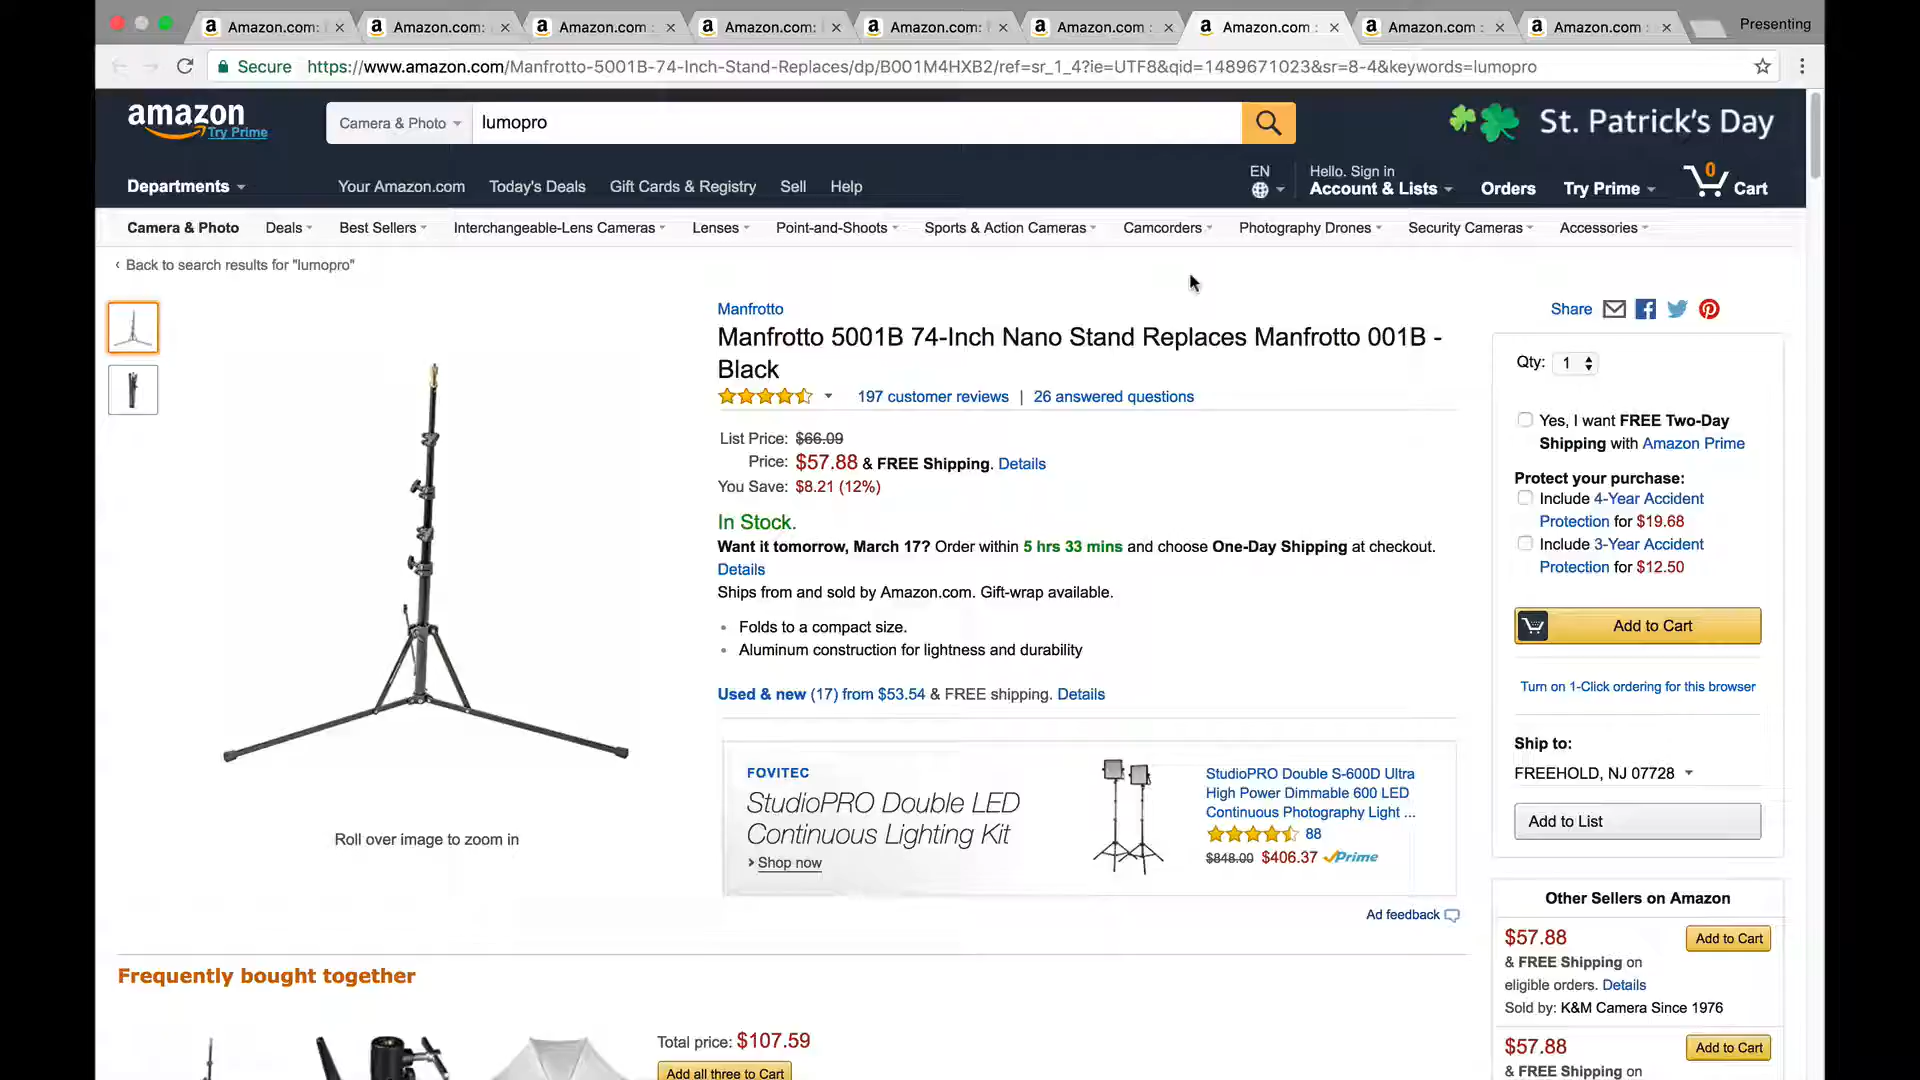 Amazon.com:
Amazon.com:
Amazon.com
Amazon.com:
Amazon.com:
Amazon.com :
Amazon.com :
Amazon.com :
Amazon.com :
Presenting
Secure https://www.amazon.com/Manfrotto-5001B-74-Inch-Stand-Replaces/dp/B001M4HXB2/ref=sr_1_4?ie=UTF8&qid=1489671023&sr=8-4&keywords=lumopro
amazon
Try Prime
Camera & Photo
lumopro
St. Patrick's Day
Departments
Your Amazon.com
Today's Deals
Gift Cards & Registry
Sell
Help
EN
Hello. Sign in
Account & Lists
Orders
Try Prime
0
Cart
Camera & Photo
Deals
Best Sellers
Interchangeable-Lens Cameras
Lenses
Point-and-Shoots
Sports & Action Cameras
Camcorders
Photography Drones
Security Cameras
Accessories
‹ Back to search results for "lumopro"
Roll over image to zoom in
Manfrotto
Manfrotto 5001B 74-Inch Nano Stand Replaces Manfrotto 001B -
Black
197 customer reviews | 26 answered questions
List Price: $66.09
Price: $57.88 & FREE Shipping. Details
You Save: $8.21 (12%)
In Stock.
Want it tomorrow, March 17? Order within 5 hrs 33 mins and choose One-Day Shipping at checkout.
Details
Ships from and sold by Amazon.com. Gift-wrap available.
• Folds to a compact size.
• Aluminum construction for lightness and durability
Used & new (17) from $53.54 & FREE shipping. Details
FOVITEC
StudioPRO Double LED
Continuous Lighting Kit
› Shop now
StudioPRO Double S-600D Ultra
High Power Dimmable 600 LED
Continuous Photography Light ...
88
$848.00 $406.37 Prime
Ad feedback
Share
Qty: 1
Yes, I want FREE Two-Day
Shipping with Amazon Prime
Protect your purchase:
Include 4-Year Accident
Protection for $19.68
Include 3-Year Accident
Protection for $12.50
Add to Cart
Turn on 1-Click ordering for this browser
Ship to:
FREEHOLD, NJ 07728
Add to List
Other Sellers on Amazon
$57.88
Add to Cart
& FREE Shipping on
eligible orders. Details
Sold by: K&M Camera Since 1976
$57.88
Add to Cart
& FREE Shipping on
Frequently bought together
Total price: $107.59
Add all three to Cart